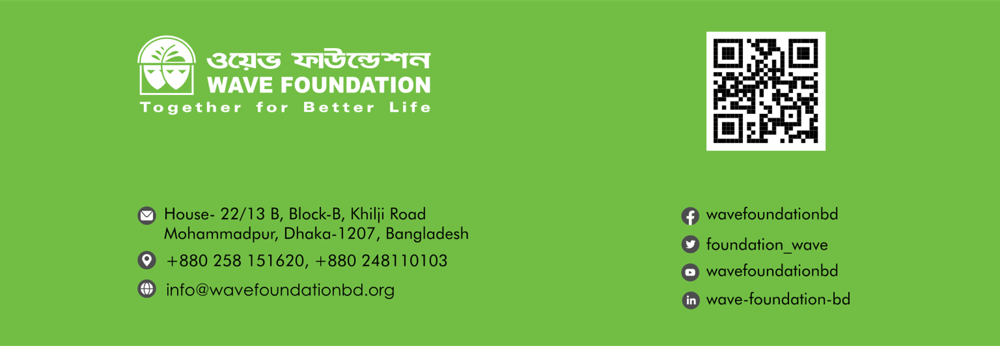 ওয়েভ ফাউন্ডেশন
WAVE FOUNDATION
Together for Better Life
House- 22/13 B, Block-B, Khilji Road
Mohammadpur, Dhaka-1207, Bangladesh
+880 258 151620, +880 248110103
info@wavefoundationbd.org
wavefoundationbd
foundation_wave
wavefoundationbd
wave-foundation-bd